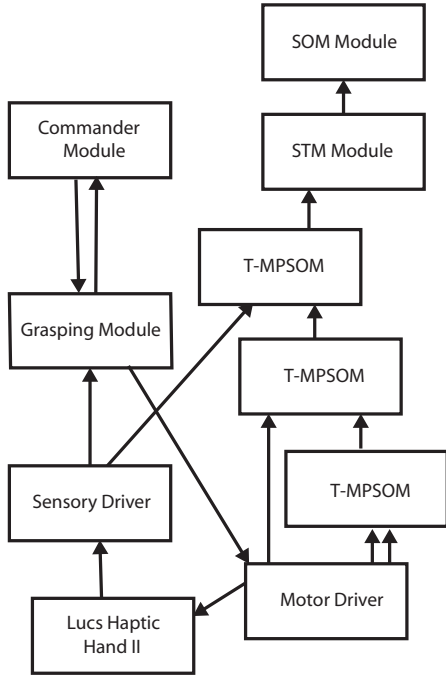 SOM Module
Commander
Module
STM Module
T-MPSOM
Grasping Module
T-MPSOM
T-MPSOM
Sensory Driver
Motor Driver
Lucs Haptic
Hand II